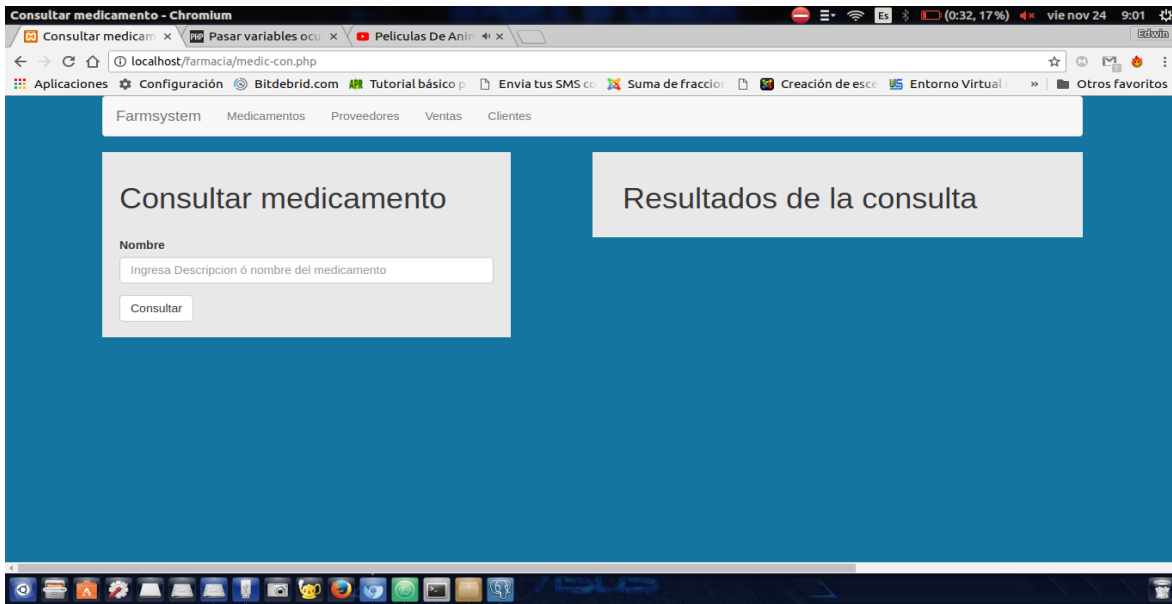 Consultar medicamento - Chromium
Es
(0:32, 17%)
vie nov 24
9:01
Consultar medicam
Pasar variables ocu
Peliculas De Anim
Edwin
localhost/farmacia/medic-con.php
Aplicaciones
Configuración
Bitdebrid.com
Tutorial básico p
Envia tus SMS co
Suma de fraccion
Creación de esce
Entorno Virtual
»
Otros favoritos
Farmsystem
Medicamentos
Proveedores
Ventas
Clientes
Consultar medicamento
Nombre
Ingresa Descripcion ó nombre del medicamento
Consultar
Resultados de la consulta